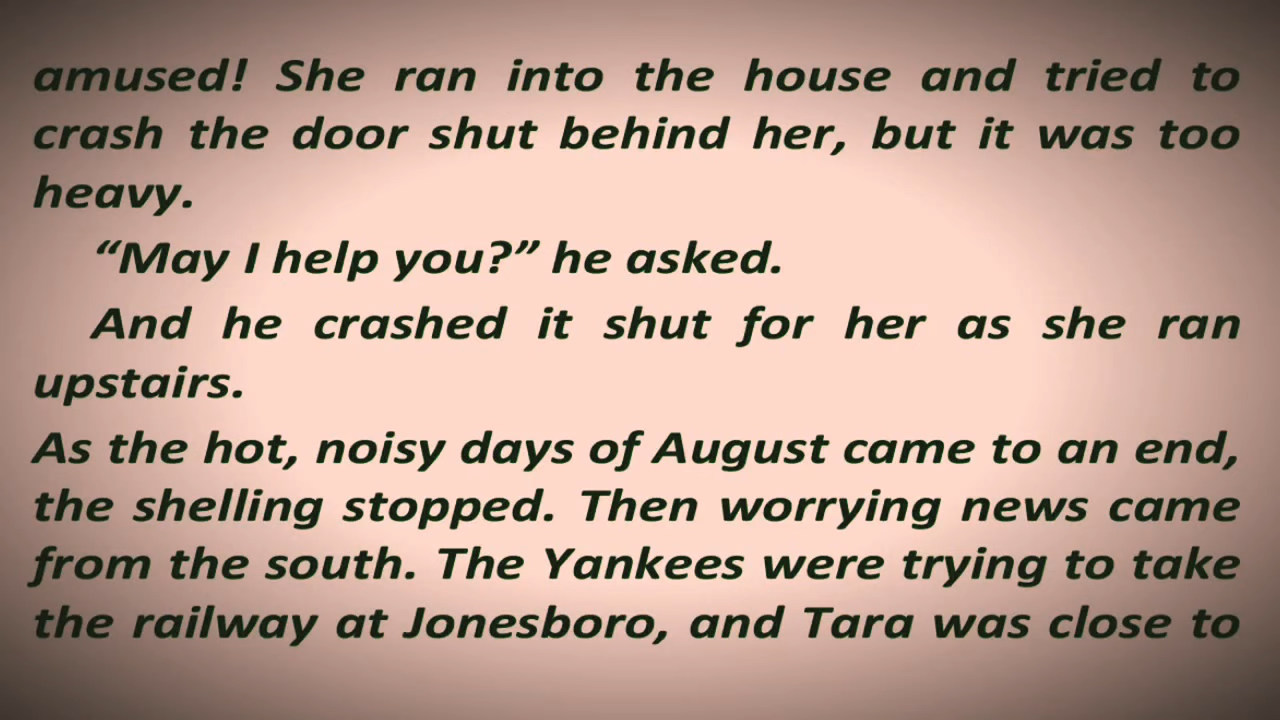 amused! She ran into the house and tried to
crash the door shut behind her, but it was too
heavy.
“May I help you?” he asked.
And he crashed it shut for her as she ran
upstairs.
As the hot, noisy days of August came to an end,
the shelling stopped. Then worrying news came
from the south. The Yankees were trying to take
the railway at Jonesboro, and Tara was close to